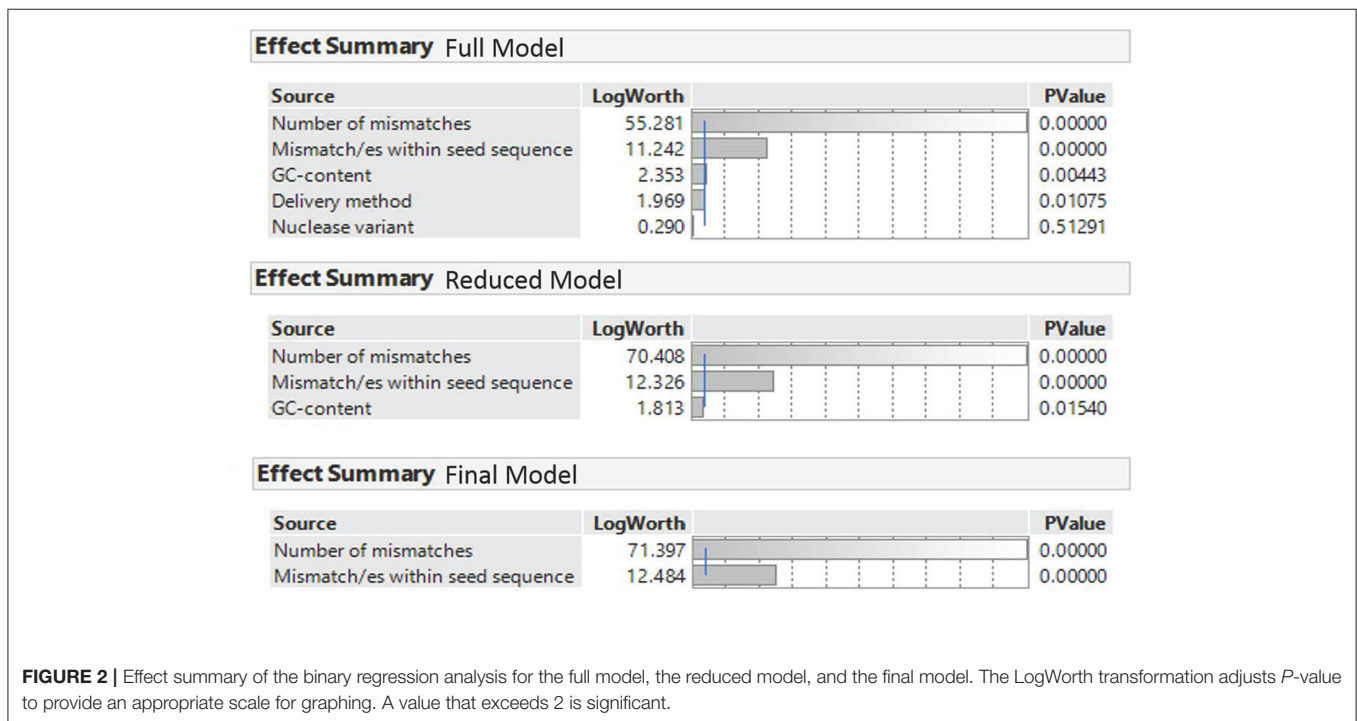 Effect Summary Full Model
Source LogWorth PValue
Number of mismatches 55.281 0.00000
Mismatch/es within seed sequence 11.242 0.00000
GC-content 2.353 0.00443
Delivery method 1.969 0.01075
Nuclease variant 0.290 0.51291
Effect Summary Reduced Model
Source LogWorth PValue
Number of mismatches 70.408 0.00000
Mismatch/es within seed sequence 12.326 0.00000
GC-content 1.813 0.01540
Effect Summary Final Model
Source LogWorth PValue
Number of mismatches 71.397 0.00000
Mismatch/es within seed sequence 12.484 0.00000
FIGURE 2 | Effect summary of the binary regression analysis for the full model, the reduced model, and the final model. The LogWorth transformation adjusts P-value
to provide an appropriate scale for graphing. A value that exceeds 2 is significant.